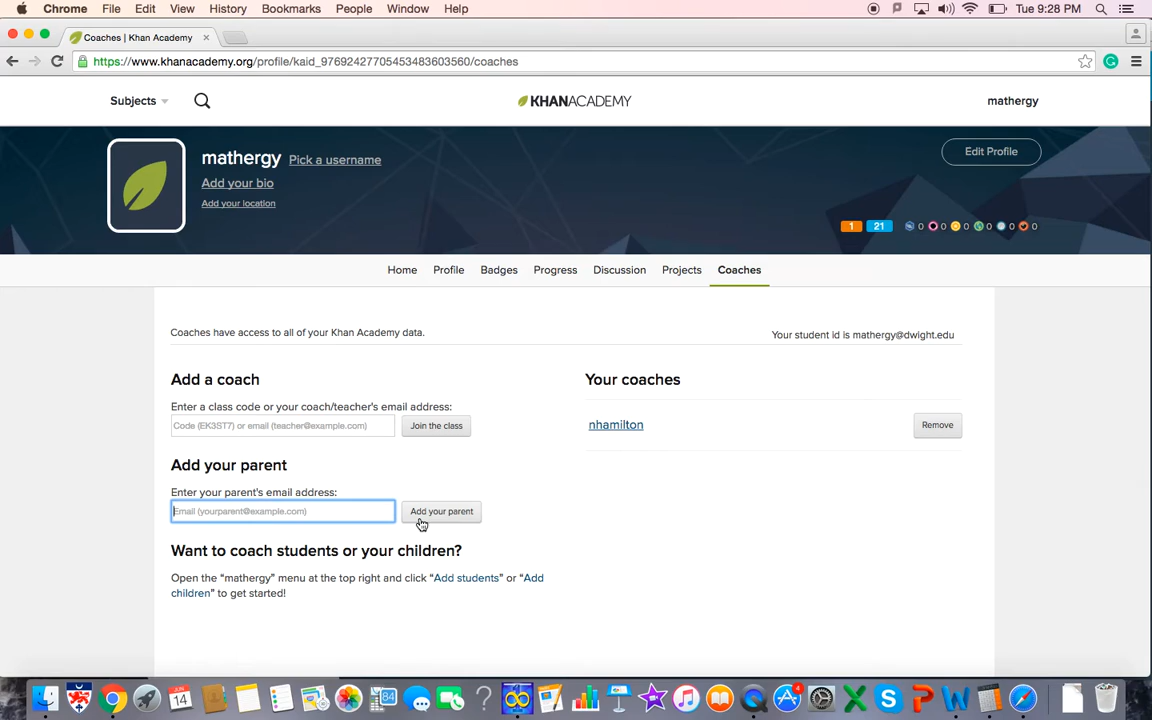 Chrome File Edit View History Bookmarks People Window Help Tue 9:28 PM
Coaches | Khan Academy
https://www.khanacademy.org/profile/kaid_97692427705453483603560/coaches
Subjects KHANACADEMY mathergy
mathergy Pick a username Edit Profile
Add your bio
Add your location
1 21 0 0 0 0 0 0
Home Profile Badges Progress Discussion Projects Coaches
Coaches have access to all of your Khan Academy data. Your student id is mathergy@dwight.edu
Add a coach Your coaches
Enter a class code or your coach/teacher's email address:
Code (EK3ST7) or email (teacher@example.com) Join the class nhamilton Remove
Add your parent
Enter your parent's email address:
Email (yourparent@example.com) Add your parent
Want to coach students or your children?
Open the “mathergy” menu at the top right and click “Add students” or “Add
children” to get started!
JUN
14
84
4